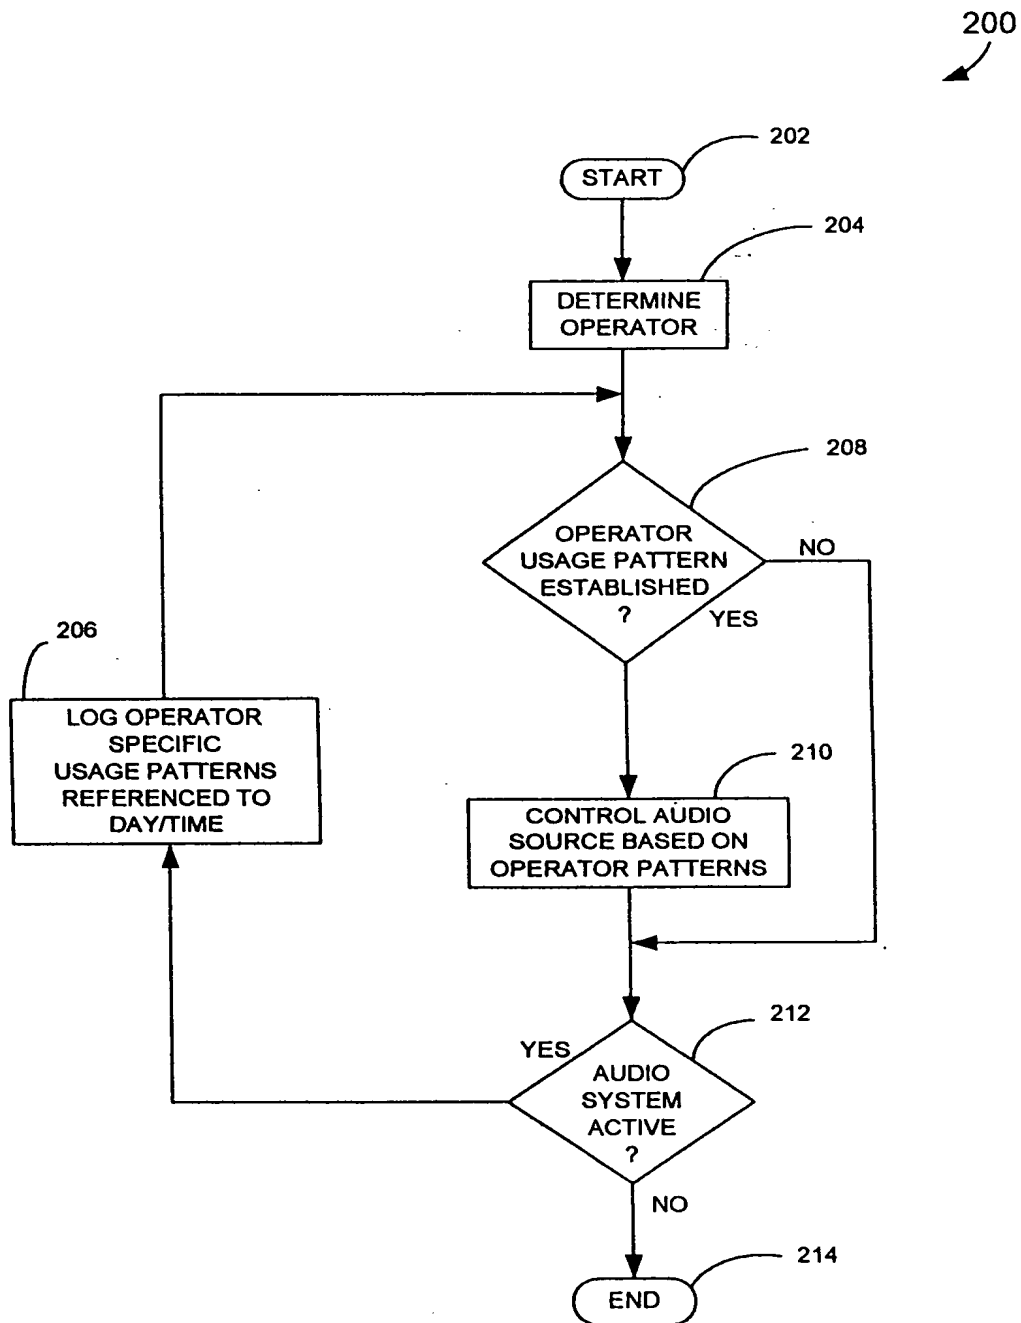 200
202
START
204
DETERMINE
OPERATOR
208
OPERATOR
USAGE PATTERN
ESTABLISHED
?
NO
YES
206
LOG OPERATOR
SPECIFIC
USAGE PATTERNS
REFERENCED TO
DAY/TIME
210
CONTROL AUDIO
SOURCE BASED ON
OPERATOR PATTERNS
212
YES
AUDIO
SYSTEM
ACTIVE
?
NO
214
END